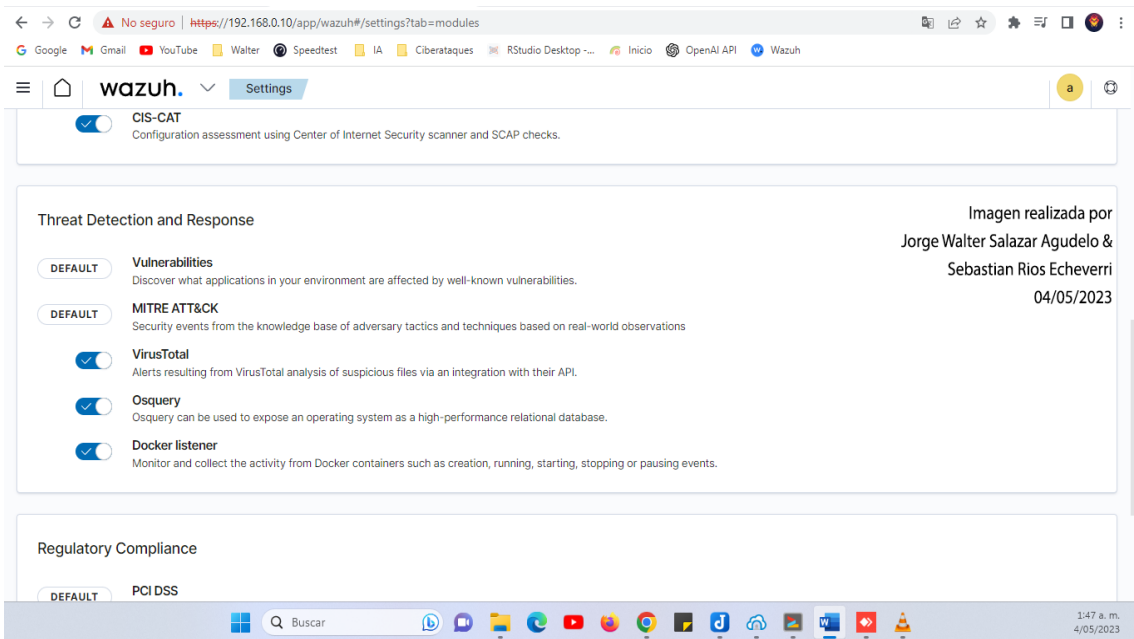 No seguro | https://192.168.0.10/app/wazuh#/settings?tab=modules
Google Gmail YouTube Walter Speedtest IA Ciberataques RStudio Desktop -... Inicio OpenAI API Wazuh
wazuh. Settings a
CIS-CAT
Configuration assessment using Center of Internet Security scanner and SCAP checks.
Threat Detection and Response
Imagen realizada por
Jorge Walter Salazar Agudelo &
Sebastian Rios Echeverri
04/05/2023
DEFAULT Vulnerabilities
Discover what applications in your environment are affected by well-known vulnerabilities.
DEFAULT MITRE ATT&CK
Security events from the knowledge base of adversary tactics and techniques based on real-world observations
VirusTotal
Alerts resulting from VirusTotal analysis of suspicious files via an integration with their API.
Osquery
Osquery can be used to expose an operating system as a high-performance relational database.
Docker listener
Monitor and collect the activity from Docker containers such as creation, running, starting, stopping or pausing events.
Regulatory Compliance
DEFAULT PCI DSS
Buscar
1:47 a. m.
4/05/2023